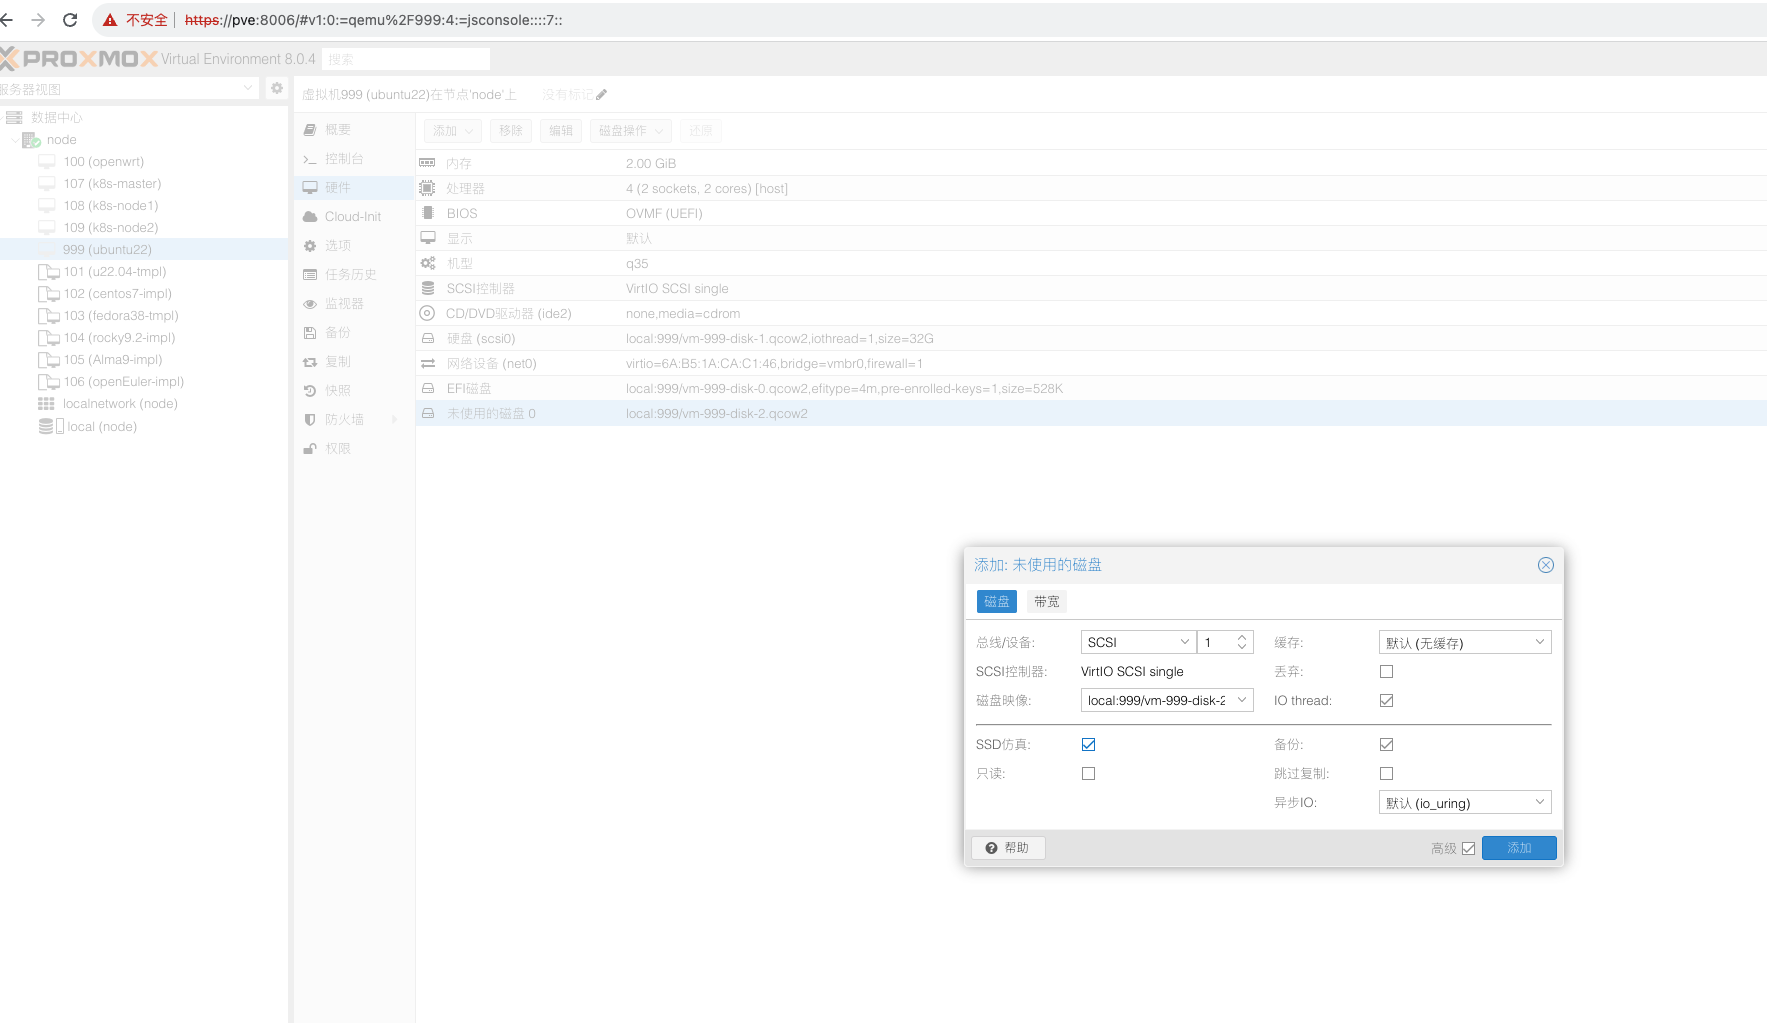 不安全 https://pve:8006/#v1:0:=qemu%2F999:4:=jsconsole::::7::
PROXMOX Virtual Environment 8.0.4 搜索
服务器视图
数据中心
node
100 (openwrt)
107 (k8s-master)
108 (k8s-node1)
109 (k8s-node2)
999 (ubuntu22)
101 (u22.04-tmpl)
102 (centos7-impl)
103 (fedora38-tmpl)
104 (rocky9.2-impl)
105 (Alma9-impl)
106 (openEuler-impl)
localnetwork (node)
local (node)
虚拟机999 (ubuntu22)在节点'node'上 没有标记
概要
控制台
硬件
Cloud-Init
选项
任务历史
监视器
备份
复制
快照
防火墙
权限
添加 移除 编辑 磁盘操作 还原
内存 2.00 GiB
处理器 4 (2 sockets, 2 cores) [host]
BIOS OVMF (UEFI)
显示 默认
机型 q35
SCSI控制器 VirtIO SCSI single
CD/DVD驱动器 (ide2) none,media=cdrom
硬盘 (scsi0) local:999/vm-999-disk-1.qcow2,iothread=1,size=32G
网络设备 (net0) virtio=6A:B5:1A:CA:C1:46,bridge=vmbr0,firewall=1
EFI磁盘 local:999/vm-999-disk-0.qcow2,efitype=4m,pre-enrolled-keys=1,size=528K
未使用的磁盘 0 local:999/vm-999-disk-2.qcow2
添加: 未使用的磁盘
磁盘 带宽
总线/设备: SCSI 1 缓存: 默认 (无缓存)
SCSI控制器: VirtIO SCSI single 丢弃:
磁盘映像: local:999/vm-999-disk-2 IO thread:
SSD仿真: 备份:
只读: 跳过复制:
异步IO: 默认 (io_uring)
帮助 高级 添加